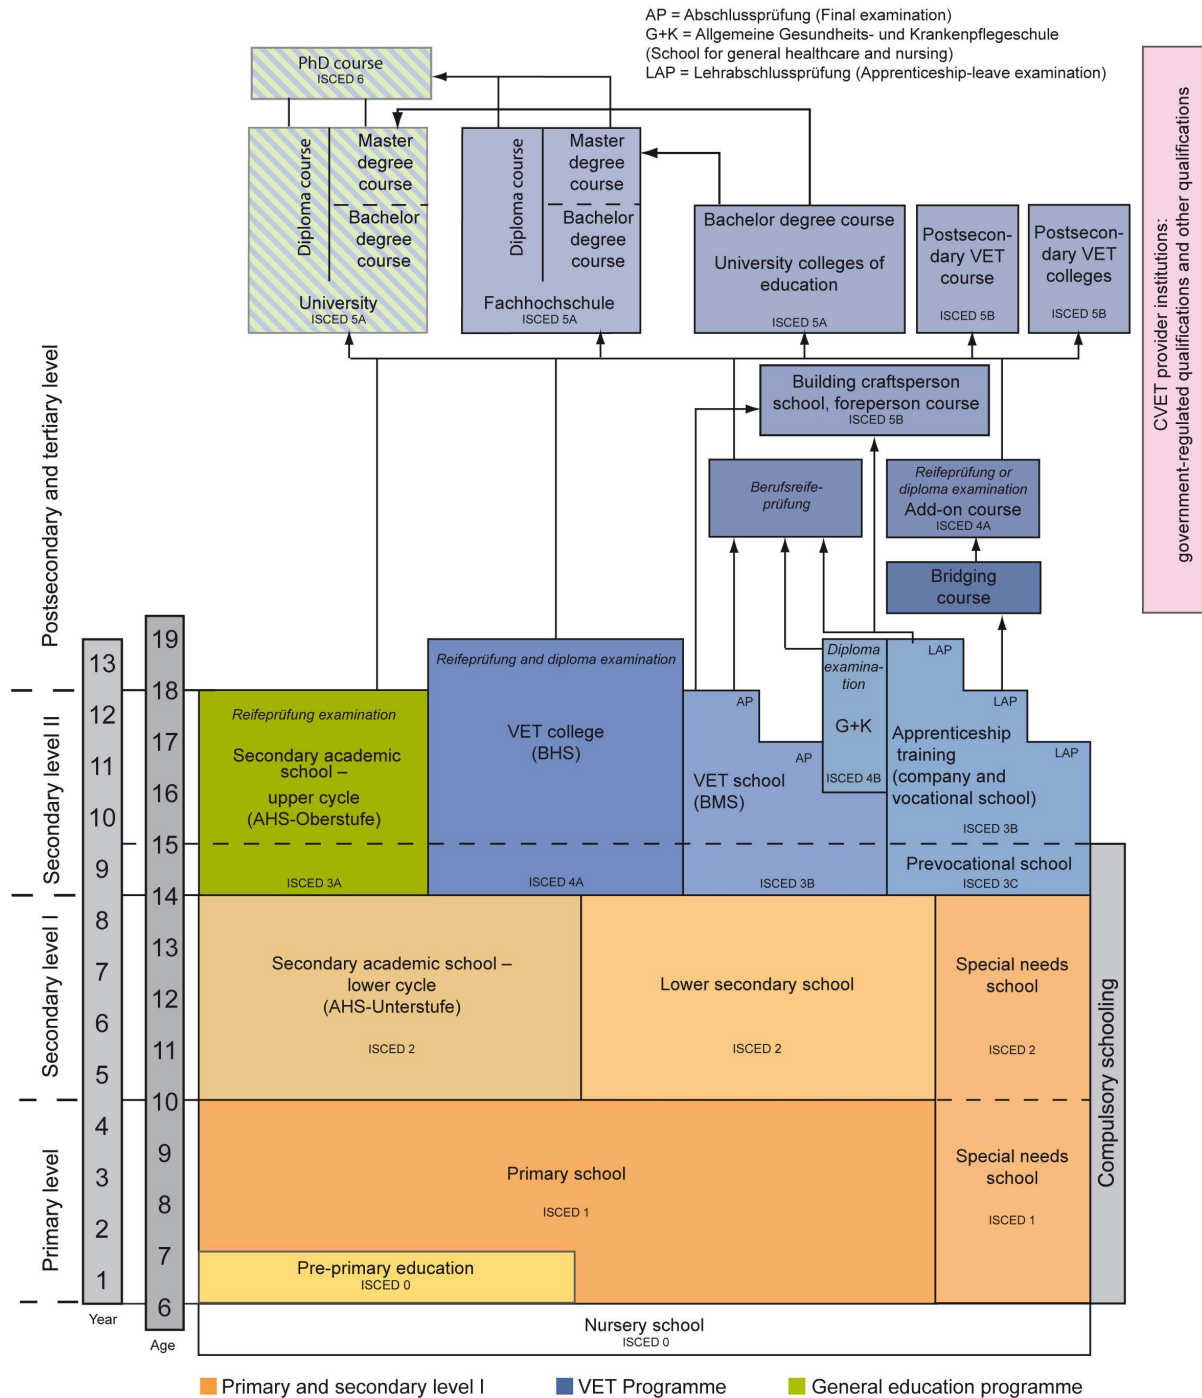 AP = Abschlussprüfung (Final examination)
G+K = Allgemeine Gesundheits- und Krankenpflegeschule
(School for general healthcare and nursing)
LAP = Lehrabschlussprüfung (Apprenticeship-leave examination)
PhD course
ISCED 6
Diploma course
Master
degree
course
Bachelor
degree
course
University
ISCED 5A
Diploma course
Master
degree
course
Bachelor
degree
course
Fachhochschule
ISCED 5A
Bachelor degree course
University colleges of
education
ISCED 5A
Postsecon-
dary VET
course
ISCED 5B
Postsecon-
dary VET
colleges
ISCED 5B
CVET provider institutions:
government-regulated qualifications and other qualifications
Building craftsperson
school, foreperson course
ISCED 5B
Berufsreife-
prüfung
Reifeprüfung or
diploma examination
Add-on course
ISCED 4A
Bridging
course
Postsecondary and tertiary level
Secondary level II
Secondary level I
Primary level
13
12
11
10
9
8
7
6
5
4
3
2
1
Year
19
18
17
16
15
14
13
12
11
10
9
8
7
6
Age
Reifeprüfung examination
Secondary academic
school –
upper cycle
(AHS-Oberstufe)
ISCED 3A
Reifeprüfung and diploma examination
VET college
(BHS)
ISCED 4A
AP
AP
VET school
(BMS)
ISCED 3B
Diploma
examina-
tion
G+K
ISCED 4B
LAP
LAP
LAP
Apprenticeship
training
(company and
vocational school)
ISCED 3B
Prevocational school
ISCED 3C
Secondary academic school –
lower cycle
(AHS-Unterstufe)
ISCED 2
Lower secondary school
ISCED 2
Special needs
school
ISCED 2
Compulsory schooling
Primary school
ISCED 1
Special needs
school
ISCED 1
Pre-primary education
ISCED 0
Nursery school
ISCED 0
Primary and secondary level I
VET Programme
General education programme